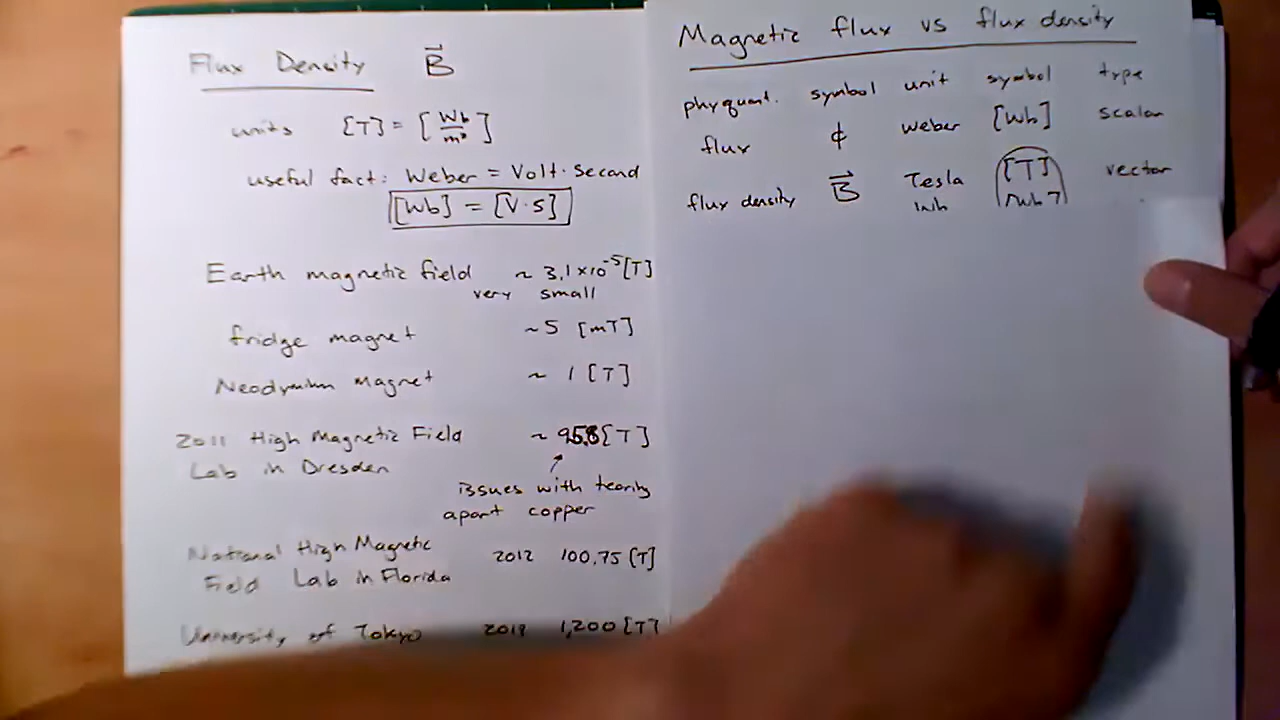 Flux Density B⃗
units [T] = [Wb/m²]
useful fact: Weber = Volt·Second
[Wb] = [V·s]
Earth magnetic field ~ 3.1×10⁻⁵[T]
very small
fridge magnet ~5 [mT]
Neodymium magnet ~ 1 [T]
2011 High Magnetic Field ~ 95.8[T]
Lab in Dresden
issues with tearing
apart copper
National High Magnetic 2012 100.75 [T]
Field Lab in Florida
University of Tokyo 1,200 [T]
Magnetic flux vs flux density
phy quant. symbol unit symbol type
flux ϕ weber [Wb] scalar
flux density B⃗ Tesla [T] vector